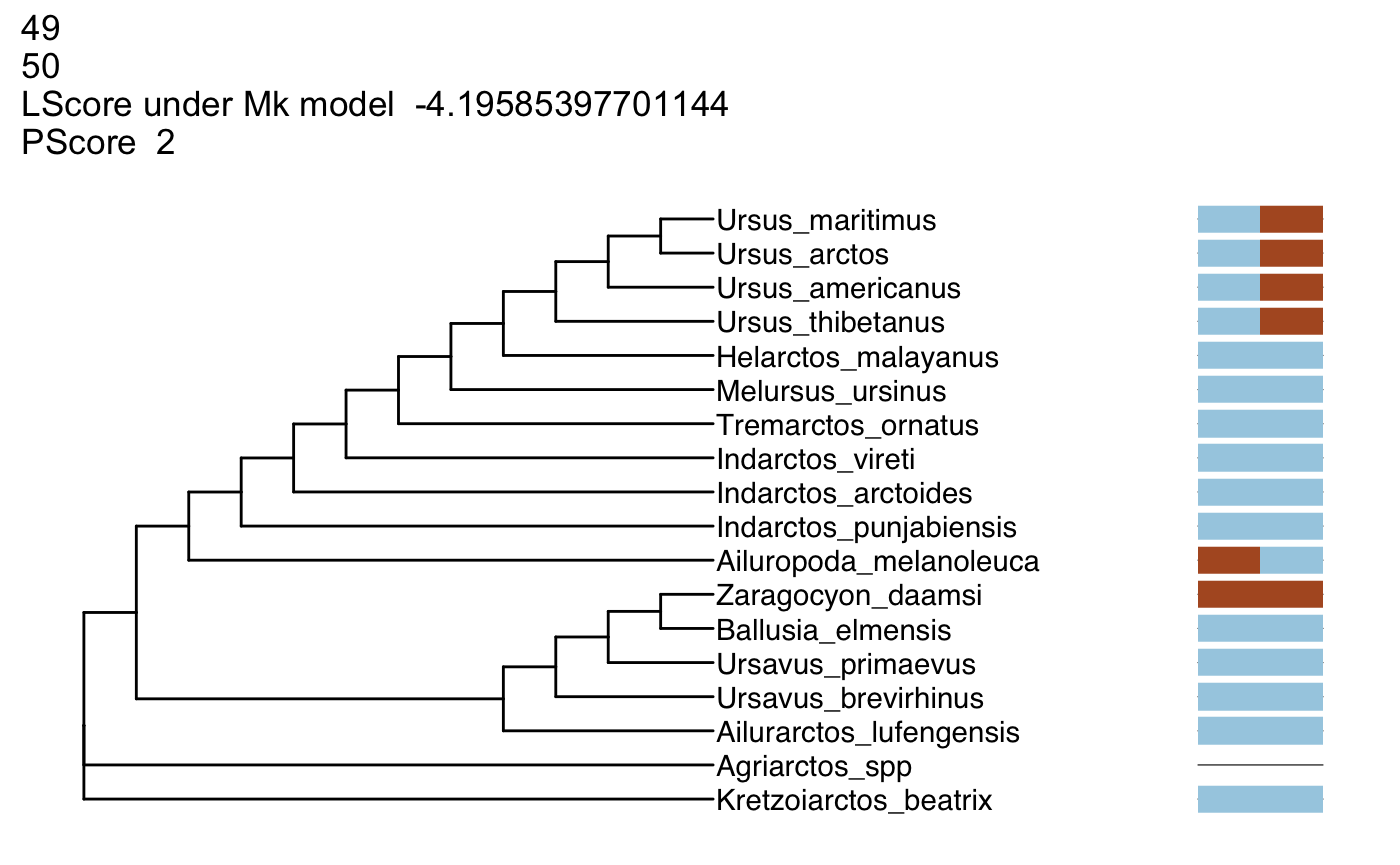 49
50
LScore under Mk model -4.19585397701144
PScore 2
Ursus_maritimus
Ursus_arctos
Ursus_americanus
Ursus_thibetanus
Helarctos_malayanus
Melursus_ursinus
Tremarctos_ornatus
Indarctos_vireti
Indarctos_arctoides
Indarctos_punjabiensis
Ailuropoda_melanoleuca
Zaragocyon_daamsi
Ballusia_elmensis
Ursavus_primaevus
Ursavus_brevirhinus
Ailurarctos_lufengensis
Agriarctos_spp
Kretzoiarctos_beatrix